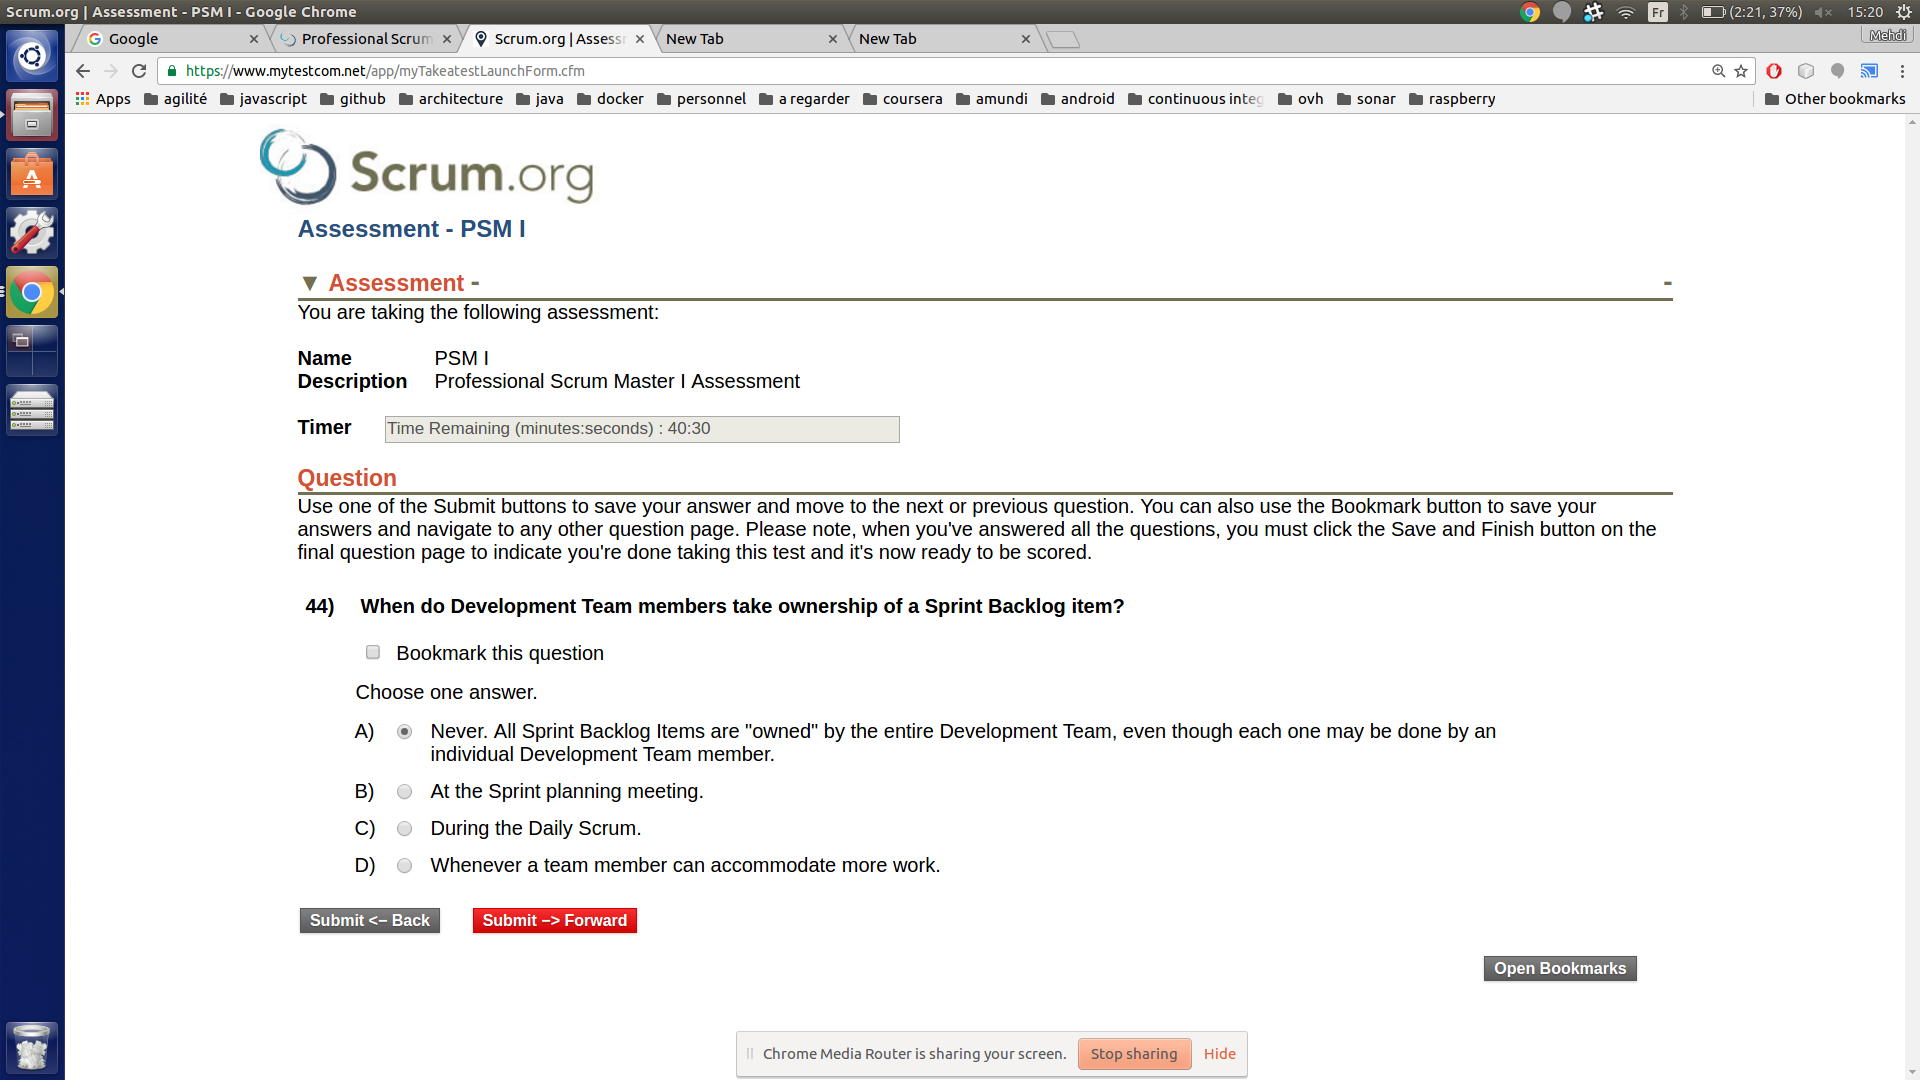 Scrum.org | Assessment - PSM I - Google Chrome
Fr
(2:21, 37%)
15:20
Google
Professional Scrum
Scrum.org | Assess
New Tab
New Tab
Mehdi
https://www.mytestcom.net/app/myTakeatestLaunchForm.cfm
Apps agilité javascript github architecture java docker personnel a regarder coursera amundi android continuous integ ovh sonar raspberry Other bookmarks
Scrum.org
Assessment - PSM I
▼ Assessment - -
You are taking the following assessment:
Name PSM I
Description Professional Scrum Master I Assessment
Timer Time Remaining (minutes:seconds) : 40:30
Question
Use one of the Submit buttons to save your answer and move to the next or previous question. You can also use the Bookmark button to save your
answers and navigate to any other question page. Please note, when you've answered all the questions, you must click the Save and Finish button on the
final question page to indicate you're done taking this test and it's now ready to be scored.
44) When do Development Team members take ownership of a Sprint Backlog item?
Bookmark this question
Choose one answer.
A) Never. All Sprint Backlog Items are "owned" by the entire Development Team, even though each one may be done by an
individual Development Team member.
B) At the Sprint planning meeting.
C) During the Daily Scrum.
D) Whenever a team member can accommodate more work.
Submit <– Back Submit –> Forward
Open Bookmarks
Chrome Media Router is sharing your screen. Stop sharing Hide